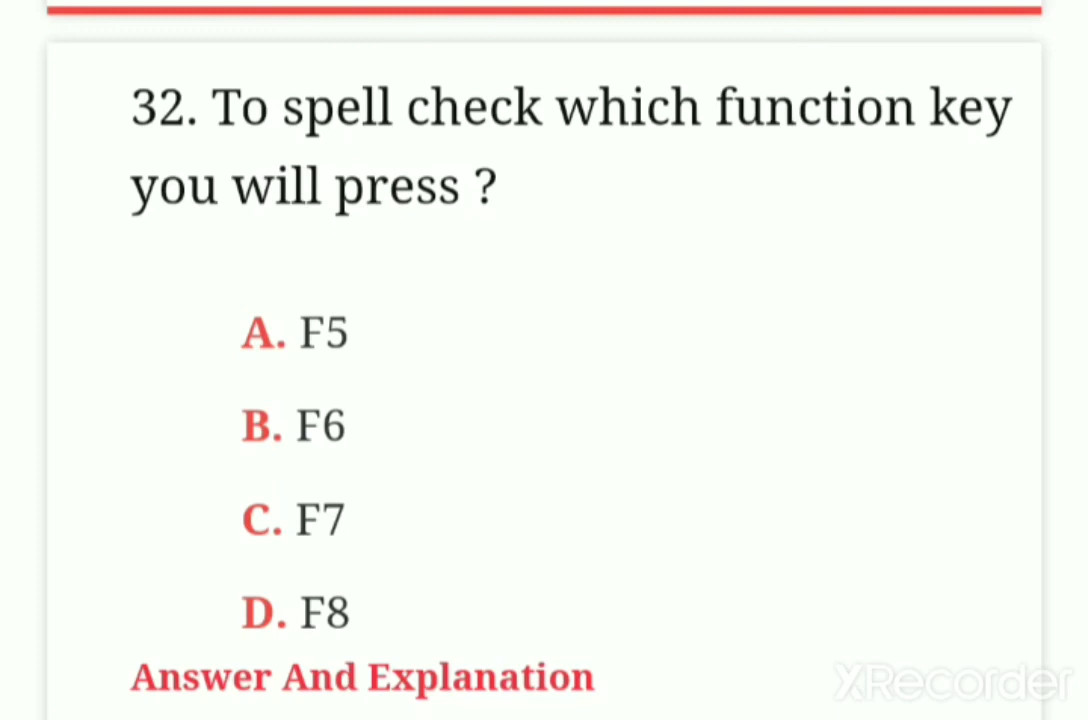 32. To spell check which function key
you will press ?
A. F5
B. F6
C. F7
D. F8
Answer And Explanation
XRecorder